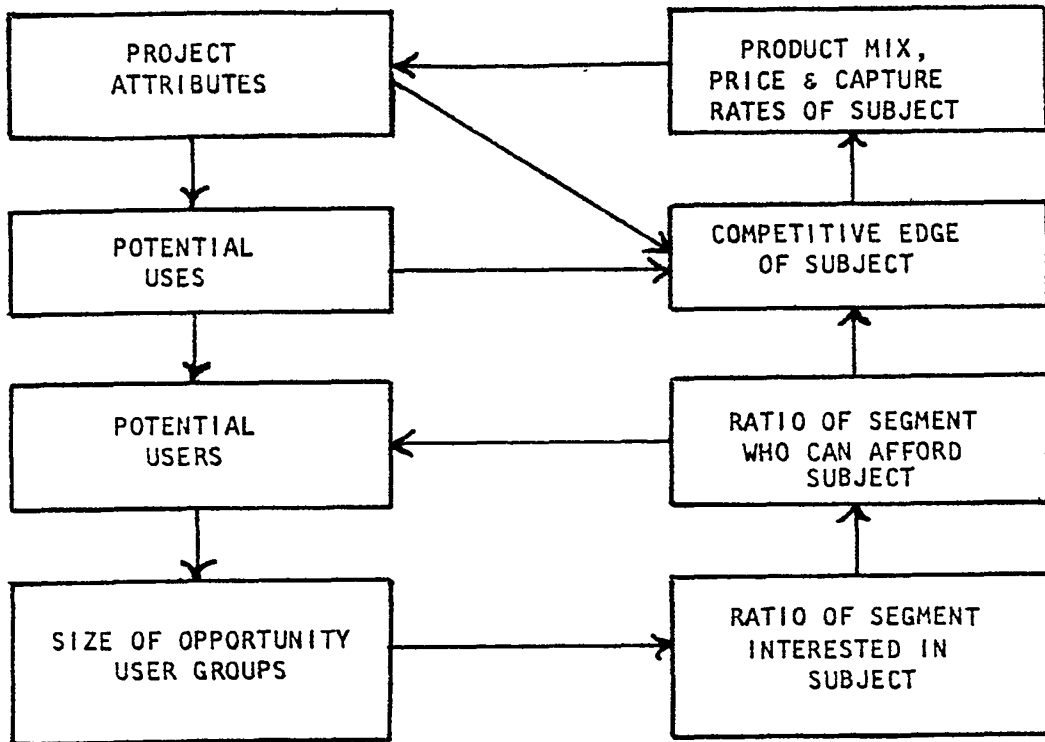 PROJECT
ATTRIBUTES
PRODUCT MIX,
PRICE & CAPTURE
RATES OF SUBJECT
POTENTIAL
USES
COMPETITIVE EDGE
OF SUBJECT
POTENTIAL
USERS
RATIO OF SEGMENT
WHO CAN AFFORD
SUBJECT
SIZE OF OPPORTUNITY
USER GROUPS
RATIO OF SEGMENT
INTERESTED IN
SUBJECT